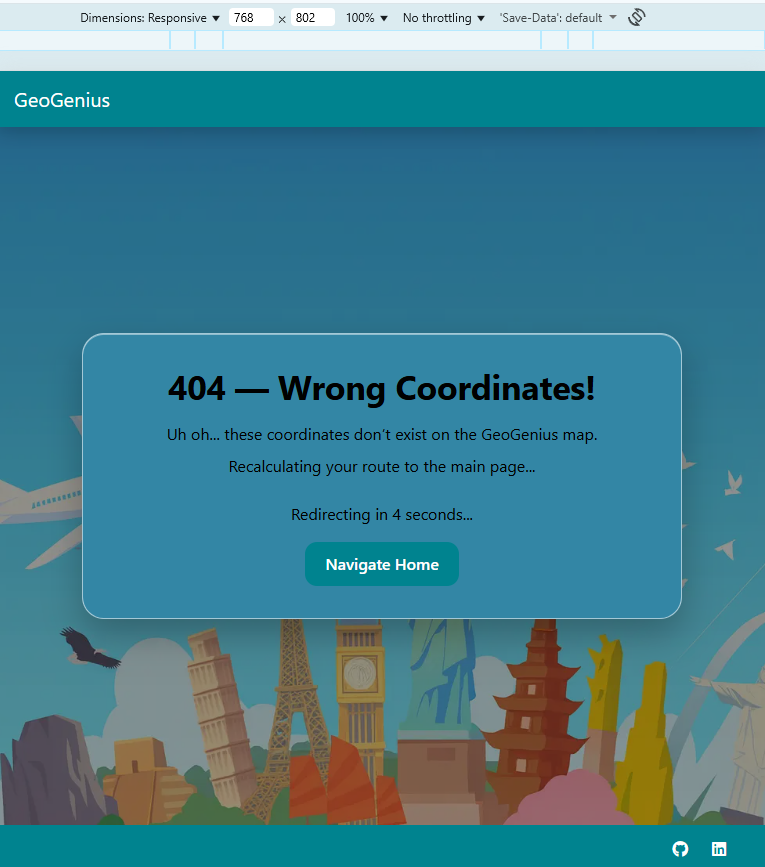 Dimensions: Responsive ▼ 768 × 802 100% ▼ No throttling ▼ 'Save-Data': default ▼
GeoGenius
404 — Wrong Coordinates!
Uh oh... these coordinates don’t exist on the GeoGenius map.
Recalculating your route to the main page...
Redirecting in 4 seconds...
Navigate Home